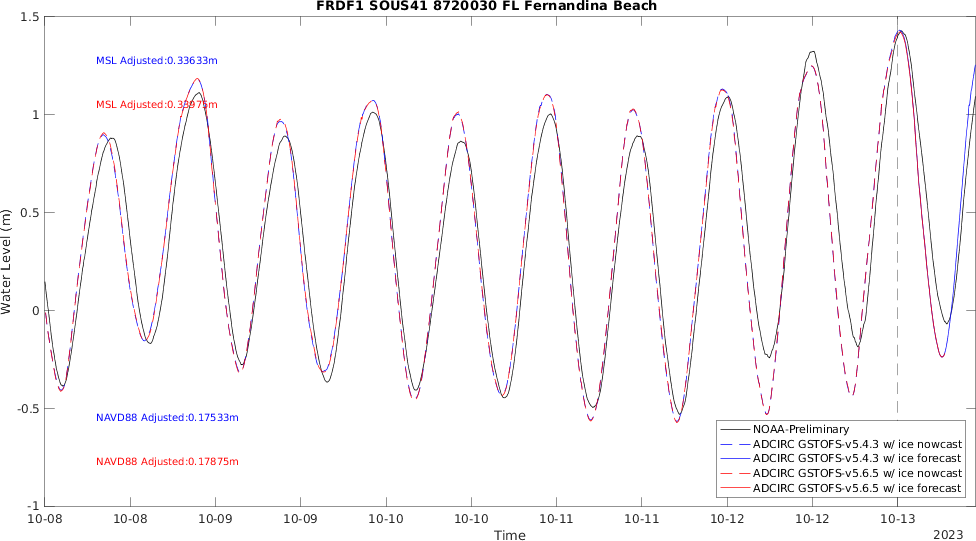 FRDF1 SOUS41 8720030 FL Fernandina Beach
1.5
MSL Adjusted:0.33633m
MSL Adjusted:0.33975m
1
0.5
Water Level (m)
0
-0.5
NAVD88 Adjusted:0.17533m
NAVD88 Adjusted:0.17875m
NOAA-Preliminary
ADCIRC GSTOFS-v5.4.3 w/ ice nowcast
ADCIRC GSTOFS-v5.4.3 w/ ice forecast
ADCIRC GSTOFS-v5.6.5 w/ ice nowcast
ADCIRC GSTOFS-v5.6.5 w/ ice forecast
-1
10-08 10-08 10-09 10-09 10-10 10-10 10-11 10-11 10-12 10-12 10-13
Time
2023